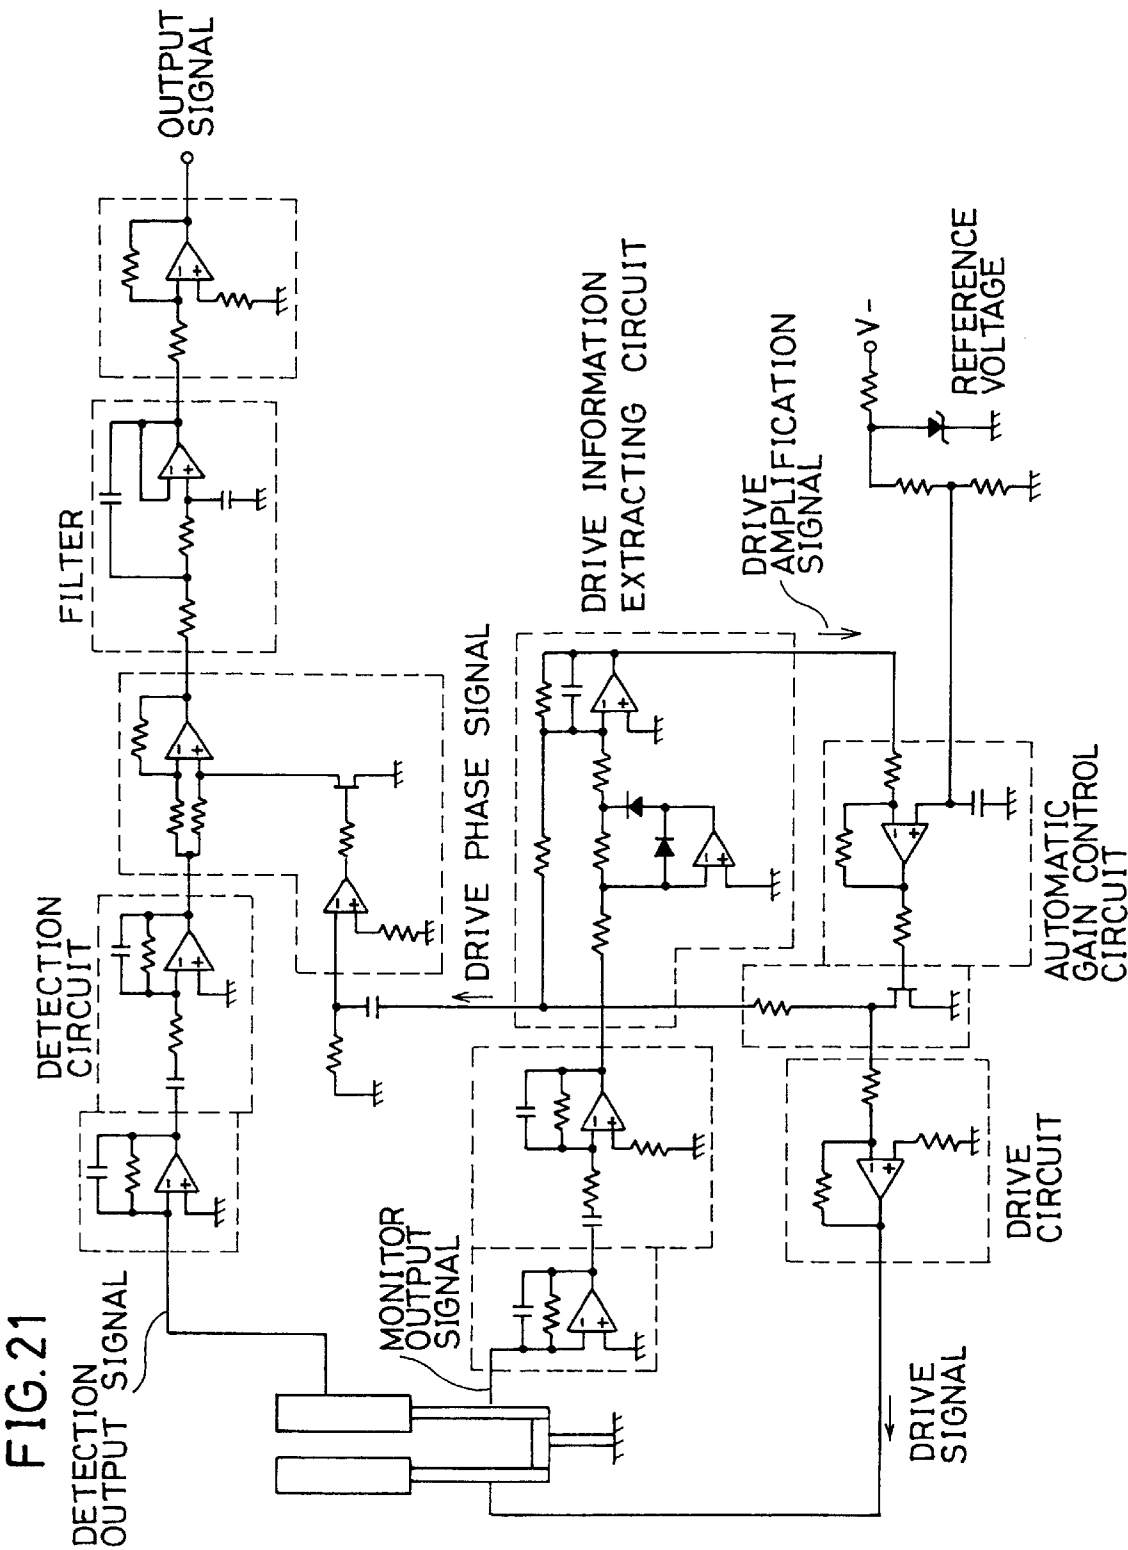 FIG.21
DETECTION
OUTPUT SIGNAL
DETECTION
CIRCUIT
FILTER
OUTPUT
SIGNAL
MONITOR
OUTPUT
SIGNAL
DRIVE PHASE SIGNAL
DRIVE INFORMATION
EXTRACTING CIRCUIT
DRIVE
AMPLIFICATION
SIGNAL
V-
REFERENCE
VOLTAGE
DRIVE
SIGNAL
DRIVE
CIRCUIT
AUTOMATIC
GAIN CONTROL
CIRCUIT